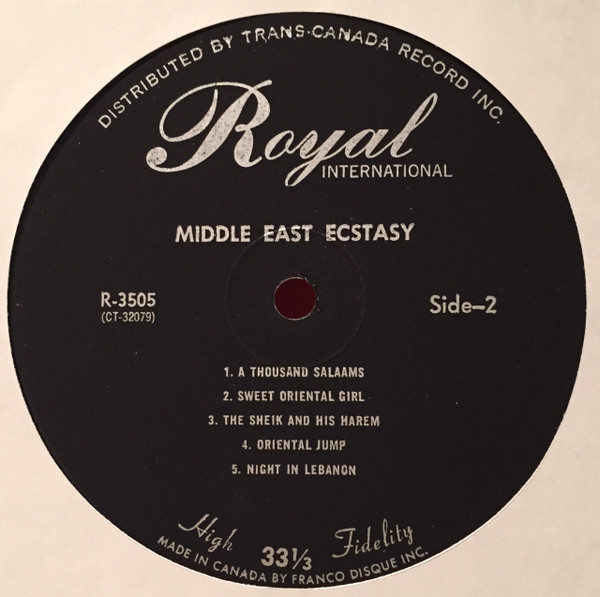 DISTRIBUTED BY TRANS-CANADA RECORD INC.
Royal
INTERNATIONAL
MIDDLE EAST ECSTASY
R-3505
(CT-32079)
Side-2
1. A THOUSAND SALAAMS
2. SWEET ORIENTAL GIRL
3. THE SHEIK AND HIS HAREM
4. ORIENTAL JUMP
5. NIGHT IN LEBANON
High 33⅓ Fidelity
MADE IN CANADA BY FRANCO DISQUE INC.